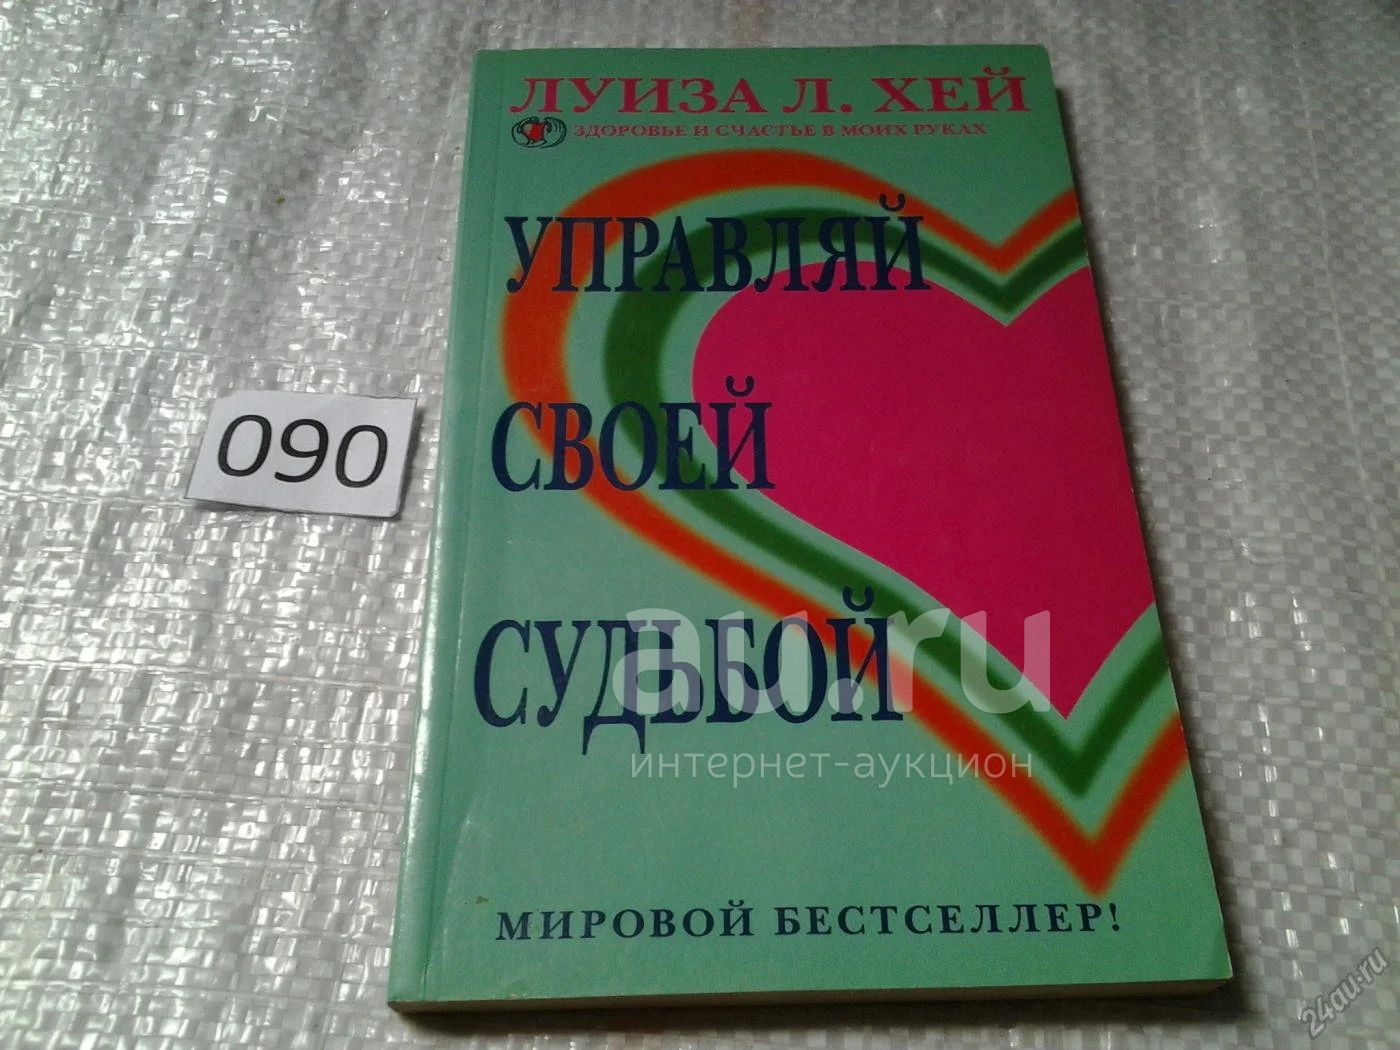 ЛУИЗА Л. ХЕЙ
ЗДОРОВЬЕ И СЧАСТЬЕ В МОИХ РУКАХ
УПРАВЛЯЙ
СВОЕЙ
СУДЬБОЙ
МИРОВОЙ БЕСТСЕЛЛЕР!
090
au.ru
интернет-аукцион
24au.ru